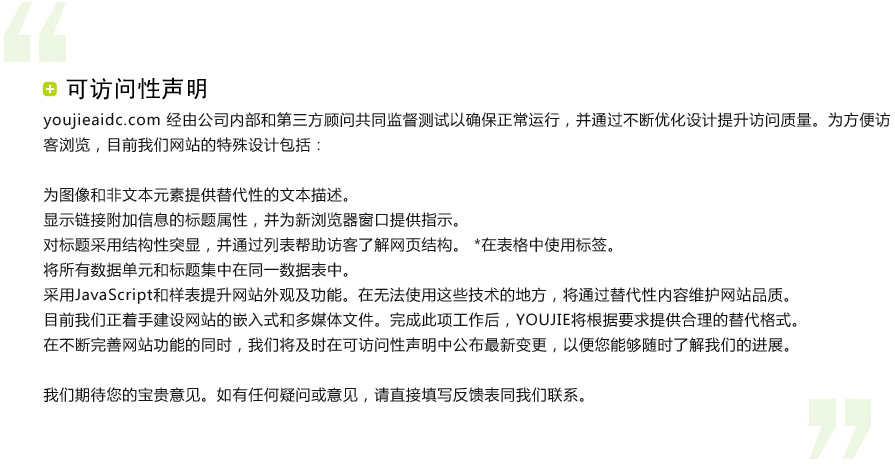 可访问性声明
youjieaidc.com 经由公司内部和第三方顾问共同监督测试以确保正常运行，并通过不断优化设计提升访问质量。为方便访
客浏览，目前我们网站的特殊设计包括：
为图像和非文本元素提供替代性的文本描述。
显示链接附加信息的标题属性，并为新浏览器窗口提供指示。
对标题采用结构性突显，并通过列表帮助访客了解网页结构。 *在表格中使用标签。
将所有数据单元和标题集中在同一数据表中。
采用JavaScript和样表提升网站外观及功能。在无法使用这些技术的地方，将通过替代性内容维护网站品质。
目前我们正着手建设网站的嵌入式和多媒体文件。完成此项工作后，YOUJIE将根据要求提供合理的替代格式。
在不断完善网站功能的同时，我们将及时在可访问性声明中公布最新变更，以便您能够随时了解我们的进展。
我们期待您的宝贵意见。如有任何疑问或意见，请直接填写反馈表同我们联系。